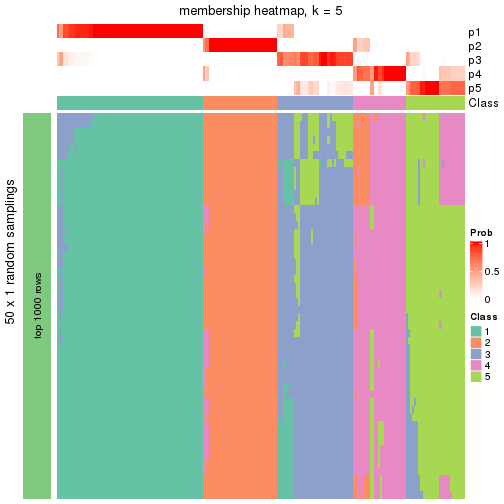 membership heatmap, k = 5
p1
p2
p3
p4
p5
Class
50 x 1 random samplings
top 1000 rows
Prob
1
0.5
0
Class
1
2
3
4
5